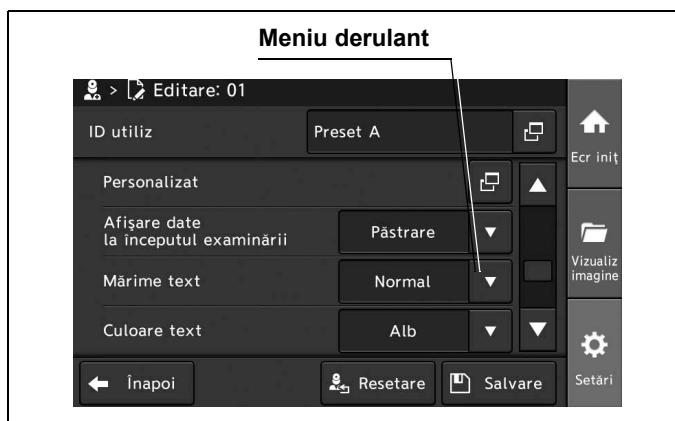 Meniu derulant
> Editare: 01
ID utiliz Preset A
Ecr iniț
Personalizat
Afişare date
la începutul examinării
Păstrare
Mărime text Normal
Vizualiz
imagine
Culoare text Alb
Înapoi Resetare Salvare Setări